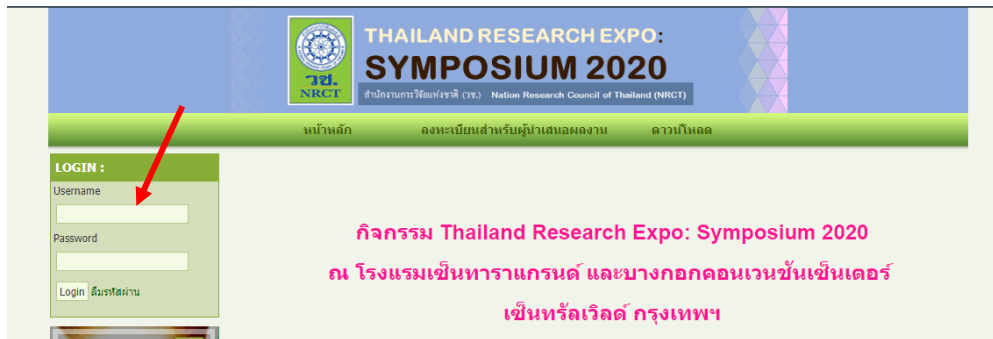 THAILAND RESEARCH EXPO:
SYMPOSIUM 2020
วช.
NRCT
สำนักงานการวิจัยแห่งชาติ (วช.) Nation Research Council of Thailand (NRCT)
หน้าหลัก ลงทะเบียนสำหรับผู้นำเสนอผลงาน ดาวน์โหลด
LOGIN :
Username
Password
Login ลืมรหัสผ่าน
กิจกรรม Thailand Research Expo: Symposium 2020
ณ โรงแรมเซ็นทาราแกรนด์ และบางกอกคอนเวนชันเซ็นเตอร์
เซ็นทรัลเวิลด์ กรุงเทพฯ